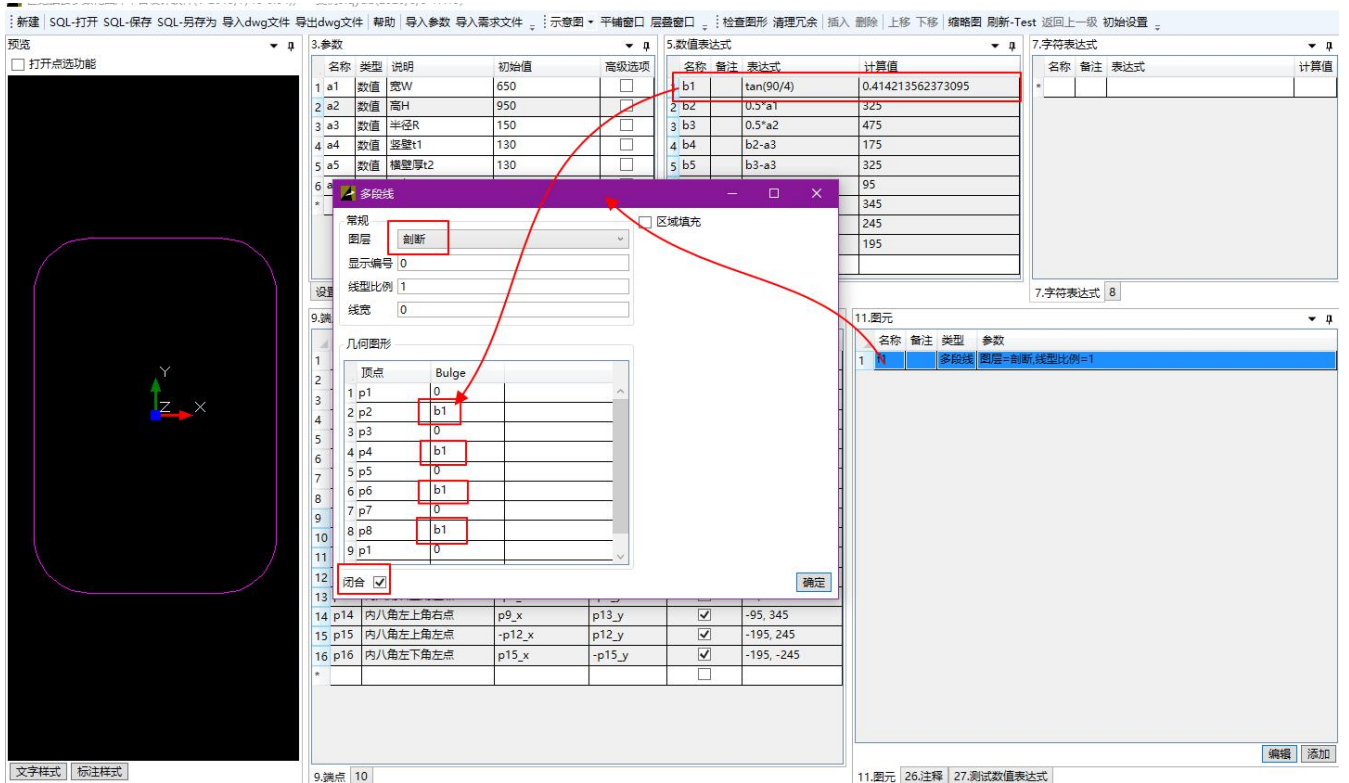 新建 SQL-打开 SQL-保存 SQL-另存为 导入dwg文件 导出dwg文件 帮助 导入参数 导入需求文件 示意图 平铺窗口 层叠窗口 检查图形 清理冗余 插入 删除 上移 下移 缩略图 刷新-Test 返回上一级 初始设置
预览
打开点选功能
Y
Z X
文字样式 标注样式
3.参数
名称 类型 说明 初始值 高级选项
1 a1 数值 宽W 650
2 a2 数值 高H 950
3 a3 数值 半径R 150
4 a4 数值 竖壁t1 130
5 a5 数值 横壁厚t2 130
6 a
*
5.数值表达式
名称 备注 表达式 计算值
1 b1 tan(90/4) 0.414213562373095
2 b2 0.5*a1 325
3 b3 0.5*a2 475
4 b4 b2-a3 175
5 b5 b3-a3 325
95
345
245
195
7.字符表达式
名称 备注 表达式 计算值
*
7.字符表达式 8
多段线
常规
图层 剖断
显示编号 0
线型比例 1
线宽 0
区域填充
几何图形
顶点 Bulge
1 p1 0
2 p2 b1
3 p3 0
4 p4 b1
5 p5 0
6 p6 b1
7 p7 0
8 p8 b1
9 p1 0
闭合
确定
1
2
3
4
5
6
7
8
9
10
11
12
13
14 p14 内八角左上角右点 p9_x p13_y -95, 345
15 p15 内八角左上角左点 -p12_x p12_y -195, 245
16 p16 内八角左下角左点 p15_x -p15_y -195, -245
*
9.端点 10
11.图元
名称 备注 类型 参数
1 多段线 图层=剖断,线型比例=1
编辑 添加
11.图元 26.注释 27.测试数值表达式